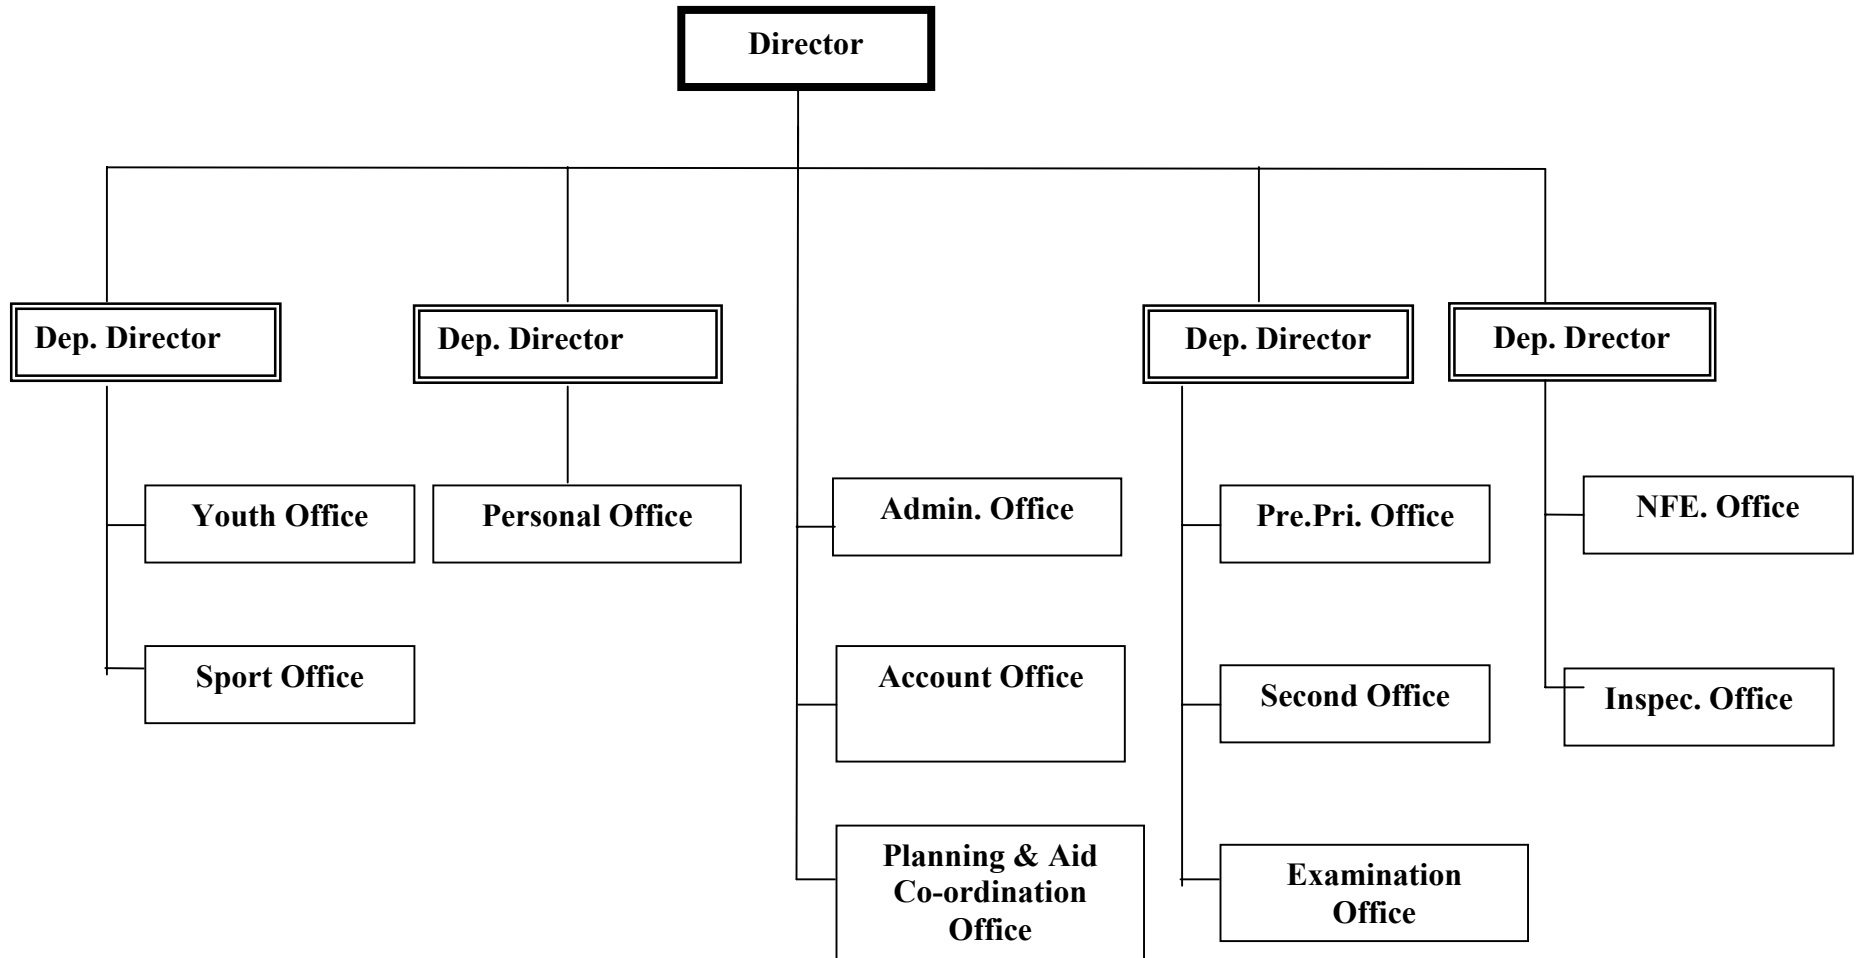 Director
Dep. Director
Dep. Director
Dep. Director
Dep. Drector
Youth Office
Personal Office
Admin. Office
Pre.Pri. Office
NFE. Office
Sport Office
Account Office
Second Office
Inspec. Office
Planning & Aid
Co-ordination
Office
Examination
Office